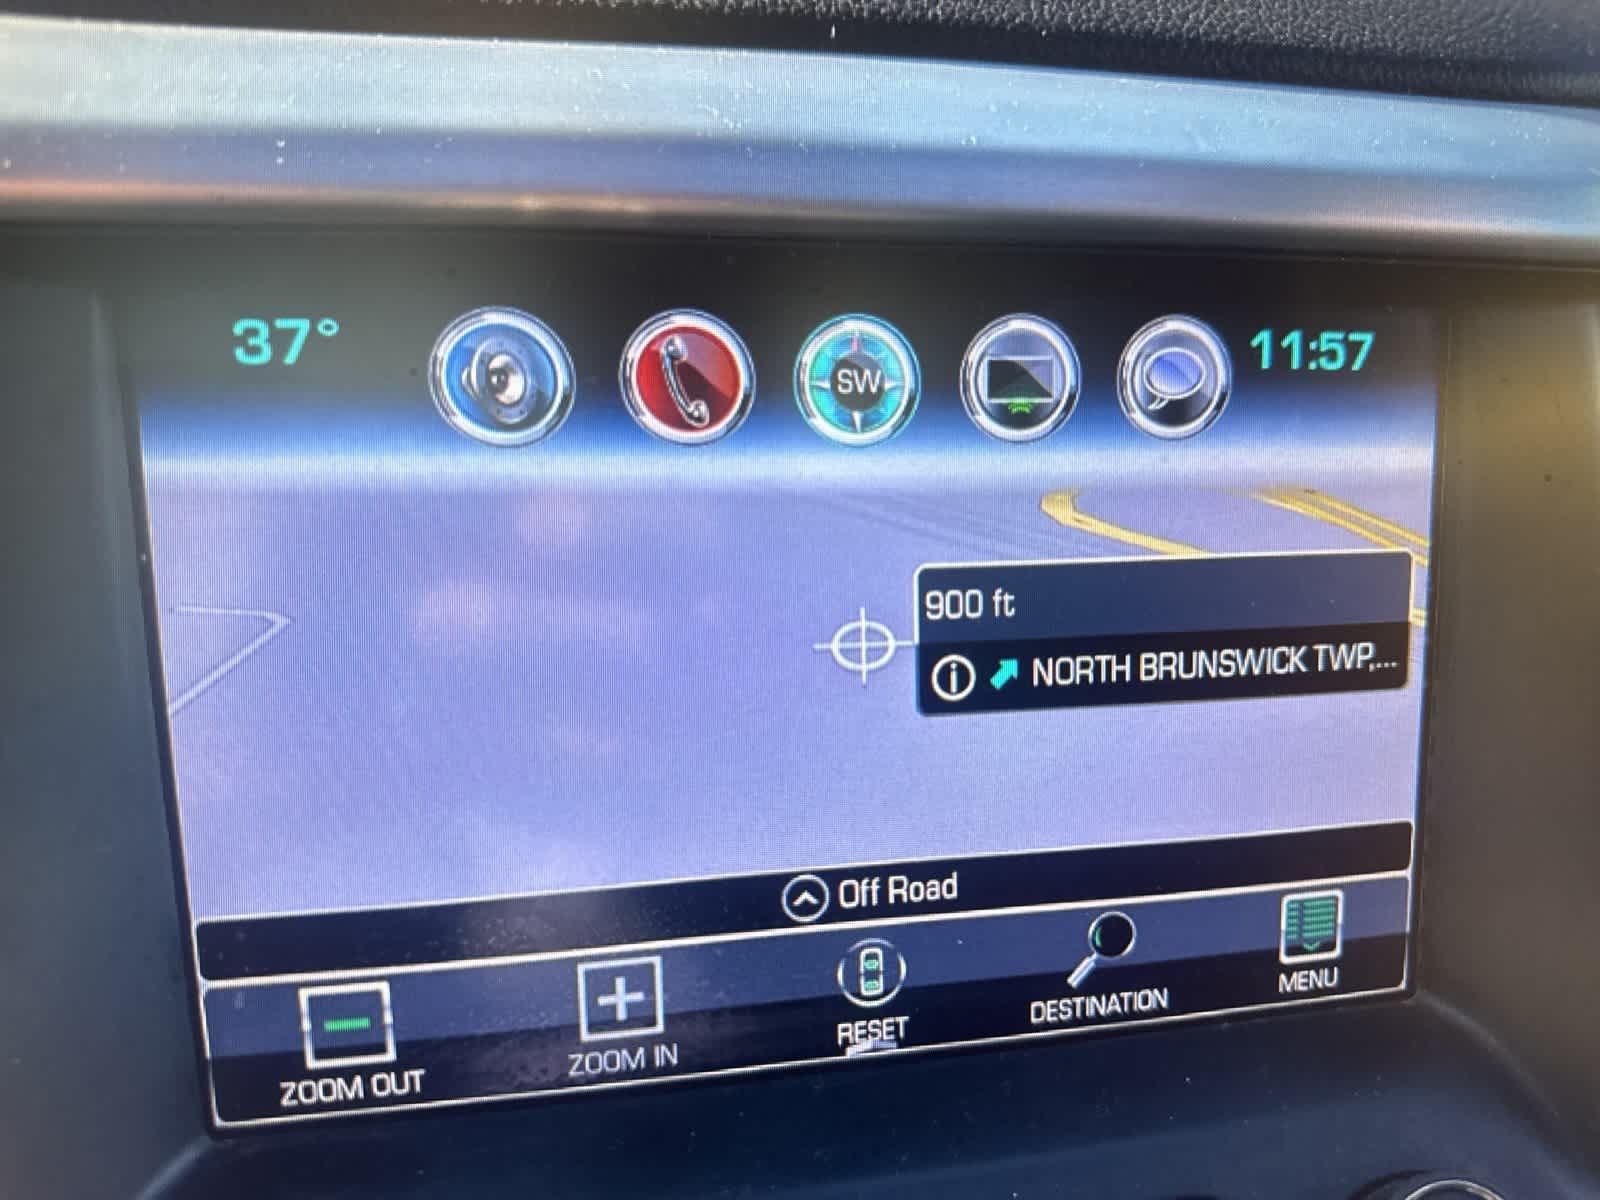 37°
SW
11:57
900 ft
NORTH BRUNSWICK TWP,...
Off Road
ZOOM OUT
ZOOM IN
RESET
DESTINATION
MENU